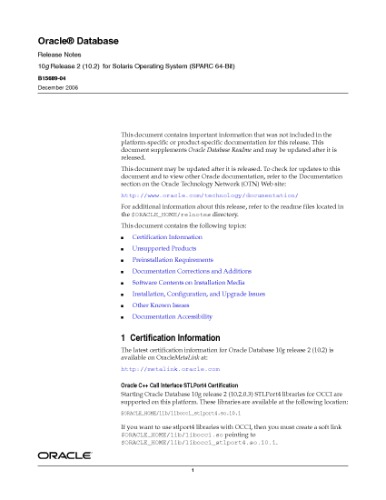 Oracle® Database
Release Notes
10g Release 2 (10.2) for Solaris Operating System (SPARC 64-Bit)
B15689-04
December 2006
This document contains important information that was not included in the
platform-specific or product-specific documentation for this release. This
document supplements Oracle Database Readme and may be updated after it is
released.
This document may be updated after it is released. To check for updates to this
document and to view other Oracle documentation, refer to the Documentation
section on the Oracle Technology Network (OTN) Web site:
http://www.oracle.com/technology/documentation/
For additional information about this release, refer to the readme files located in
the $ORACLE_HOME/relnotes directory.
This document contains the following topics:
■ Certification Information
■ Unsupported Products
■ Preinstallation Requirements
■ Documentation Corrections and Additions
■ Software Contents on Installation Media
■ Installation, Configuration, and Upgrade Issues
■ Other Known Issues
■ Documentation Accessibility
1 Certification Information
The latest certification information for Oracle Database 10g release 2 (10.2) is
available on OracleMetaLink at:
http://metalink.oracle.com
Oracle C++ Call Interface STLPort4 Certification
Starting Oracle Database 10g release 2 (10.2.0.3) STLPort4 libraries for OCCI are
supported on this platform. These libraries are available at the following location:
$ORACLE_HOME/lib/libocci_stlport4.so.10.1
If you want to use stlport4 libraries with OCCI, then you must create a soft link
$ORACLE_HOME/lib/libocci.so pointing to
$ORACLE_HOME/lib/libocci_stlport4.so.10.1.
ORACLE®
1